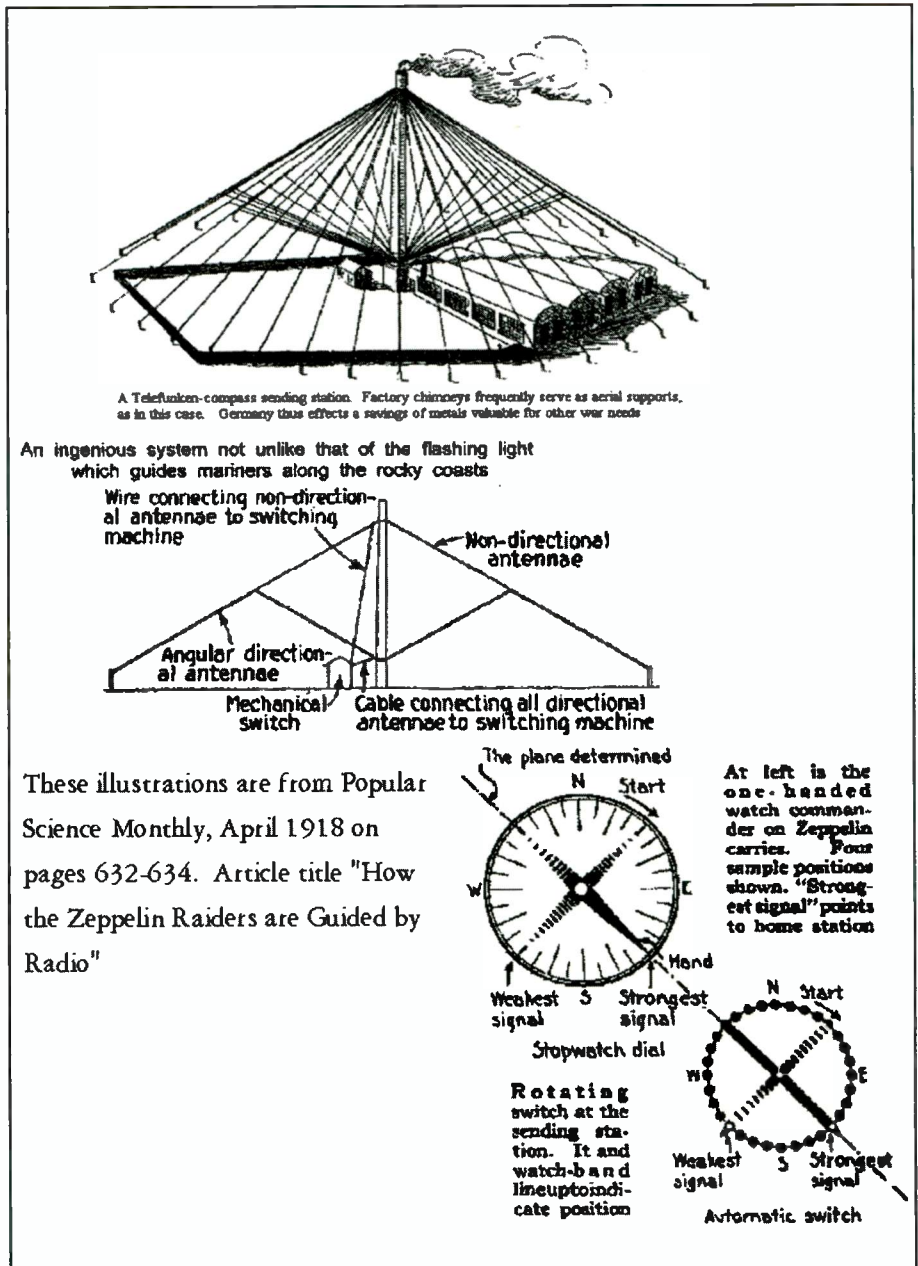 A Telefunken-compass sending station. Factory chimneys frequently serve as aerial supports,
as in this case. Germany thus effects a savings of metals valuable for other war needs
An ingenious system not unlike that of the flashing light
which guides mariners along the rocky coasts
Wire connecting non-direction-
al antennae to switching
machine
Non-directional
antennae
Angular direction-
al antennae
Mechanical
switch
Cable connecting all directional
antennae to switching machine
These illustrations are from Popular
Science Monthly, April 1918 on
pages 632-634. Article title "How
the Zeppelin Raiders are Guided by
Radio"
The plane determined
N
Start
W
E
Hand
Weakest
signal
S
Strongest
signal
Stopwatch dial
At left is the
one-handed
watch comman-
der on Zeppelin
carries. Four
sample positions
shown. "Strong-
est signal" points
to home station
Rotating
switch at the
sending sta-
tion. It and
watch-band
lineuptoindi-
cate position
N
Start
W
E
Weakest
signal
S
Strongest
signal
Automatic switch